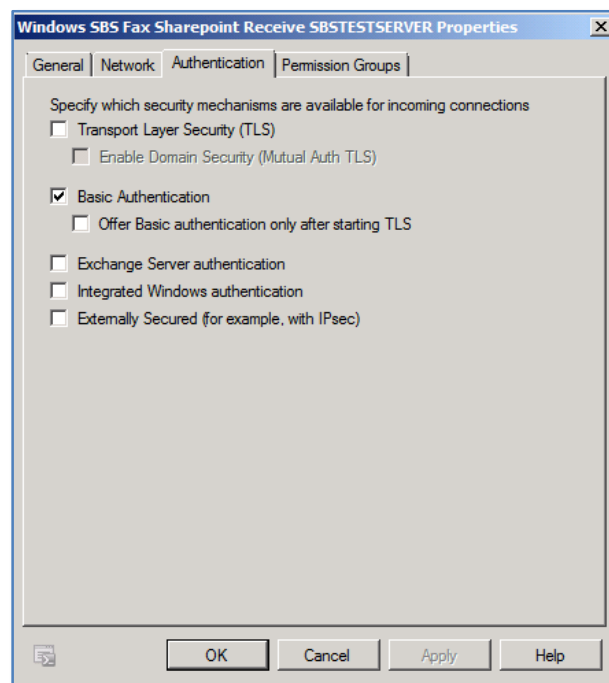 Windows SBS Fax Sharepoint Receive SBSTESTSERVER Properties
General Network Authentication Permission Groups
Specify which security mechanisms are available for incoming connections
Transport Layer Security (TLS)
Enable Domain Security (Mutual Auth TLS)
Basic Authentication
Offer Basic authentication only after starting TLS
Exchange Server authentication
Integrated Windows authentication
Externally Secured (for example, with IPsec)
OK Cancel Apply Help